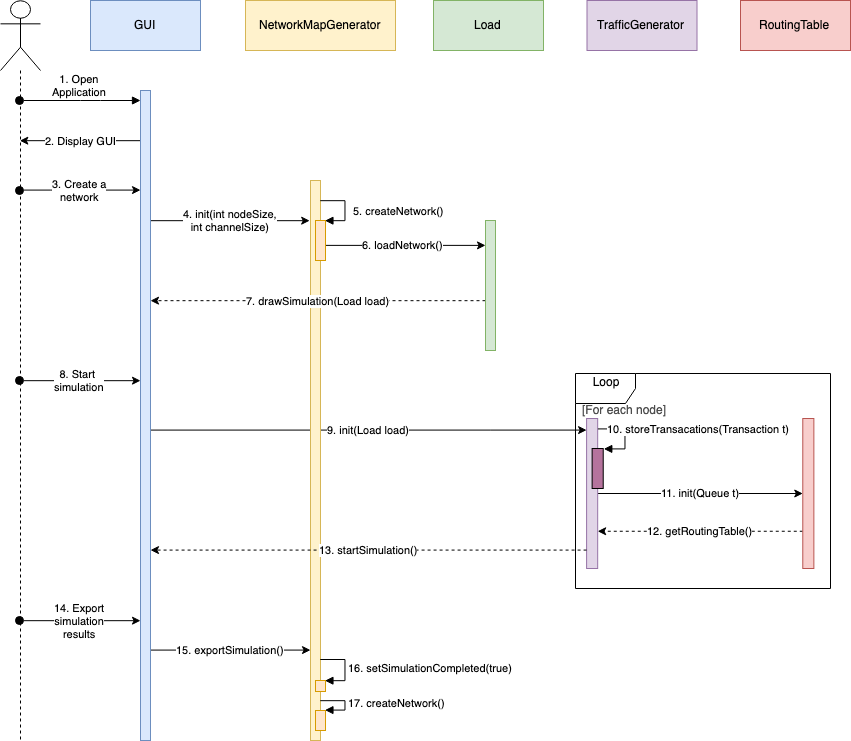 GUI
NetworkMapGenerator
Load
TrafficGenerator
RoutingTable
1. Open
Application
2. Display GUI
3. Create a
network
4. init(int nodeSize,
int channelSize)
5. createNetwork()
6. loadNetwork()
7. drawSimulation(Load load)
8. Start
simulation
Loop
[For each node]
9. init(Load load)
10. storeTransacations(Transaction t)
11. init(Queue t)
12. getRoutingTable()
13. startSimulation()
14. Export
simulation
results
15. exportSimulation()
16. setSimulationCompleted(true)
17. createNetwork()